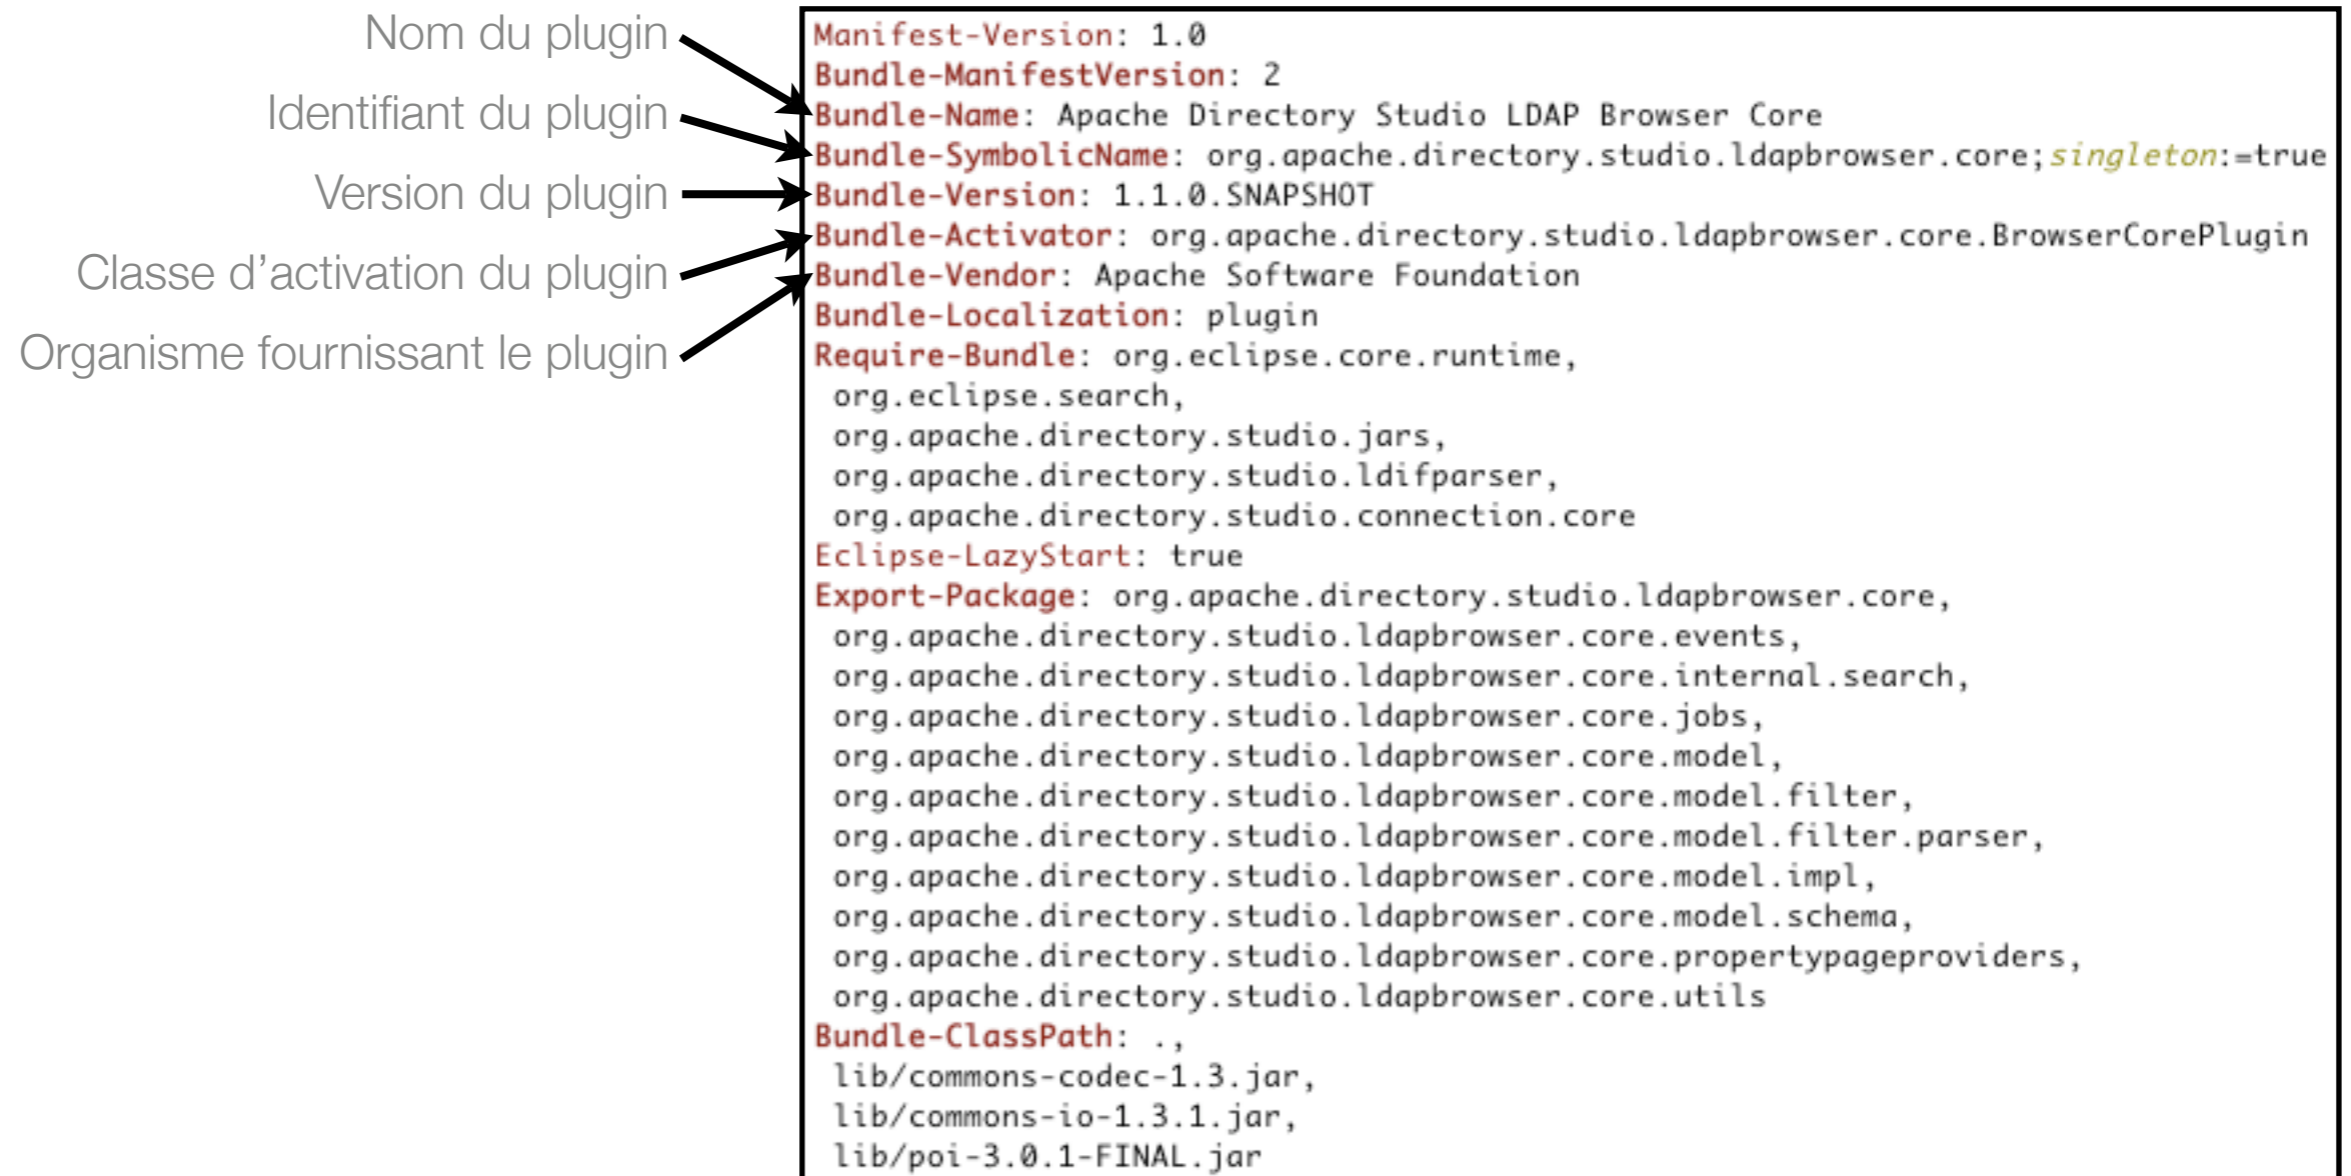 Nom du plugin
Identifiant du plugin
Version du plugin
Classe d’activation du plugin
Organisme fournissant le plugin
Manifest-Version: 1.0
Bundle-ManifestVersion: 2
Bundle-Name: Apache Directory Studio LDAP Browser Core
Bundle-SymbolicName: org.apache.directory.studio.ldapbrowser.core;singleton:=true
Bundle-Version: 1.1.0.SNAPSHOT
Bundle-Activator: org.apache.directory.studio.ldapbrowser.core.BrowserCorePlugin
Bundle-Vendor: Apache Software Foundation
Bundle-Localization: plugin
Require-Bundle: org.eclipse.core.runtime,
 org.eclipse.search,
 org.apache.directory.studio.jars,
 org.apache.directory.studio.ldifparser,
 org.apache.directory.studio.connection.core
Eclipse-LazyStart: true
Export-Package: org.apache.directory.studio.ldapbrowser.core,
 org.apache.directory.studio.ldapbrowser.core.events,
 org.apache.directory.studio.ldapbrowser.core.internal.search,
 org.apache.directory.studio.ldapbrowser.core.jobs,
 org.apache.directory.studio.ldapbrowser.core.model,
 org.apache.directory.studio.ldapbrowser.core.model.filter,
 org.apache.directory.studio.ldapbrowser.core.model.filter.parser,
 org.apache.directory.studio.ldapbrowser.core.model.impl,
 org.apache.directory.studio.ldapbrowser.core.model.schema,
 org.apache.directory.studio.ldapbrowser.core.propertypageproviders,
 org.apache.directory.studio.ldapbrowser.core.utils
Bundle-ClassPath: .,
 lib/commons-codec-1.3.jar,
 lib/commons-io-1.3.1.jar,
 lib/poi-3.0.1-FINAL.jar